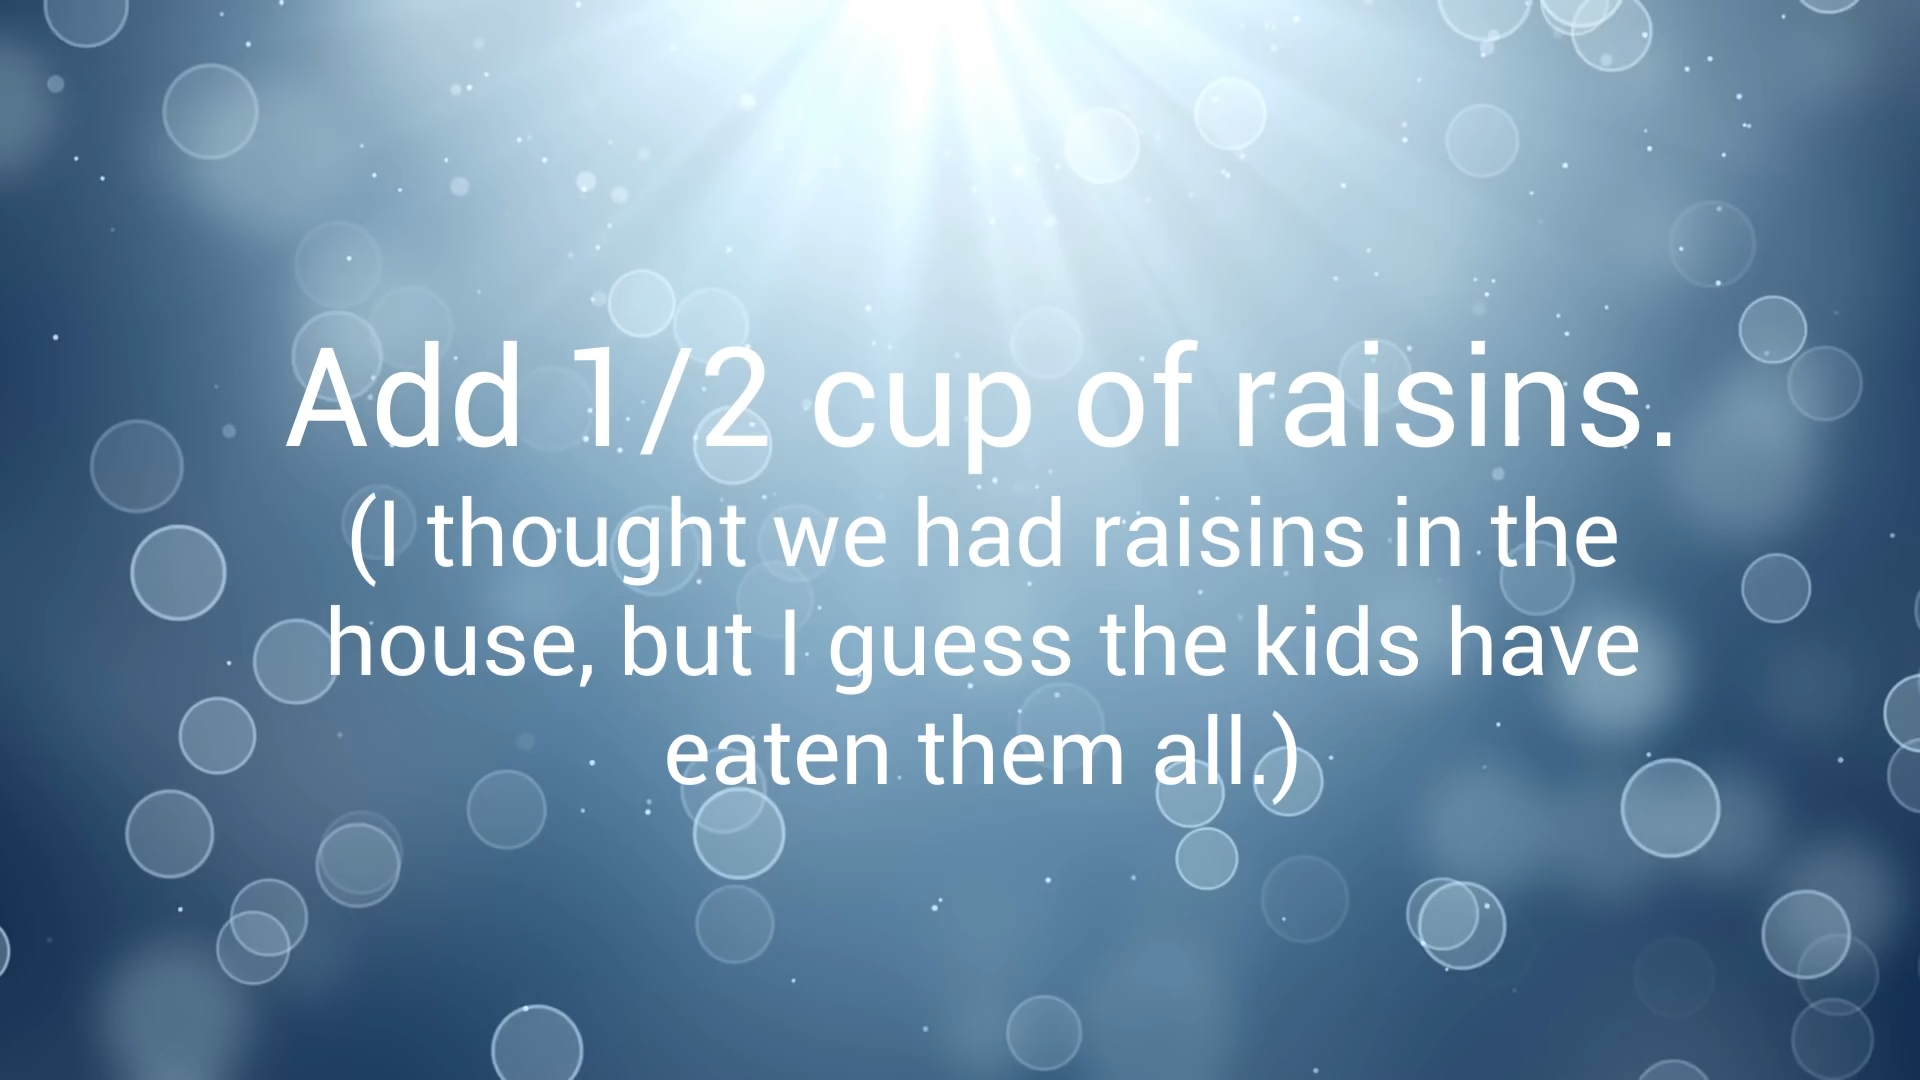 Add 1/2 cup of raisins.
(I thought we had raisins in the
house, but I guess the kids have
eaten them all.)